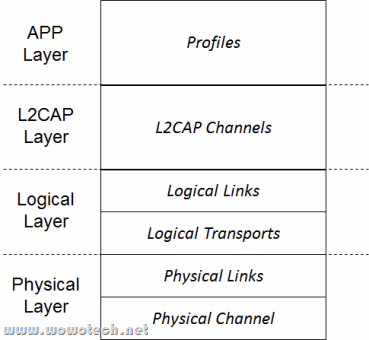 APP
Layer
Profiles
L2CAP
Layer
L2CAP Channels
Logical
Layer
Logical Links
Logical Transports
Physical
Layer
Physical Links
Physical Channel
www.wowotech.net